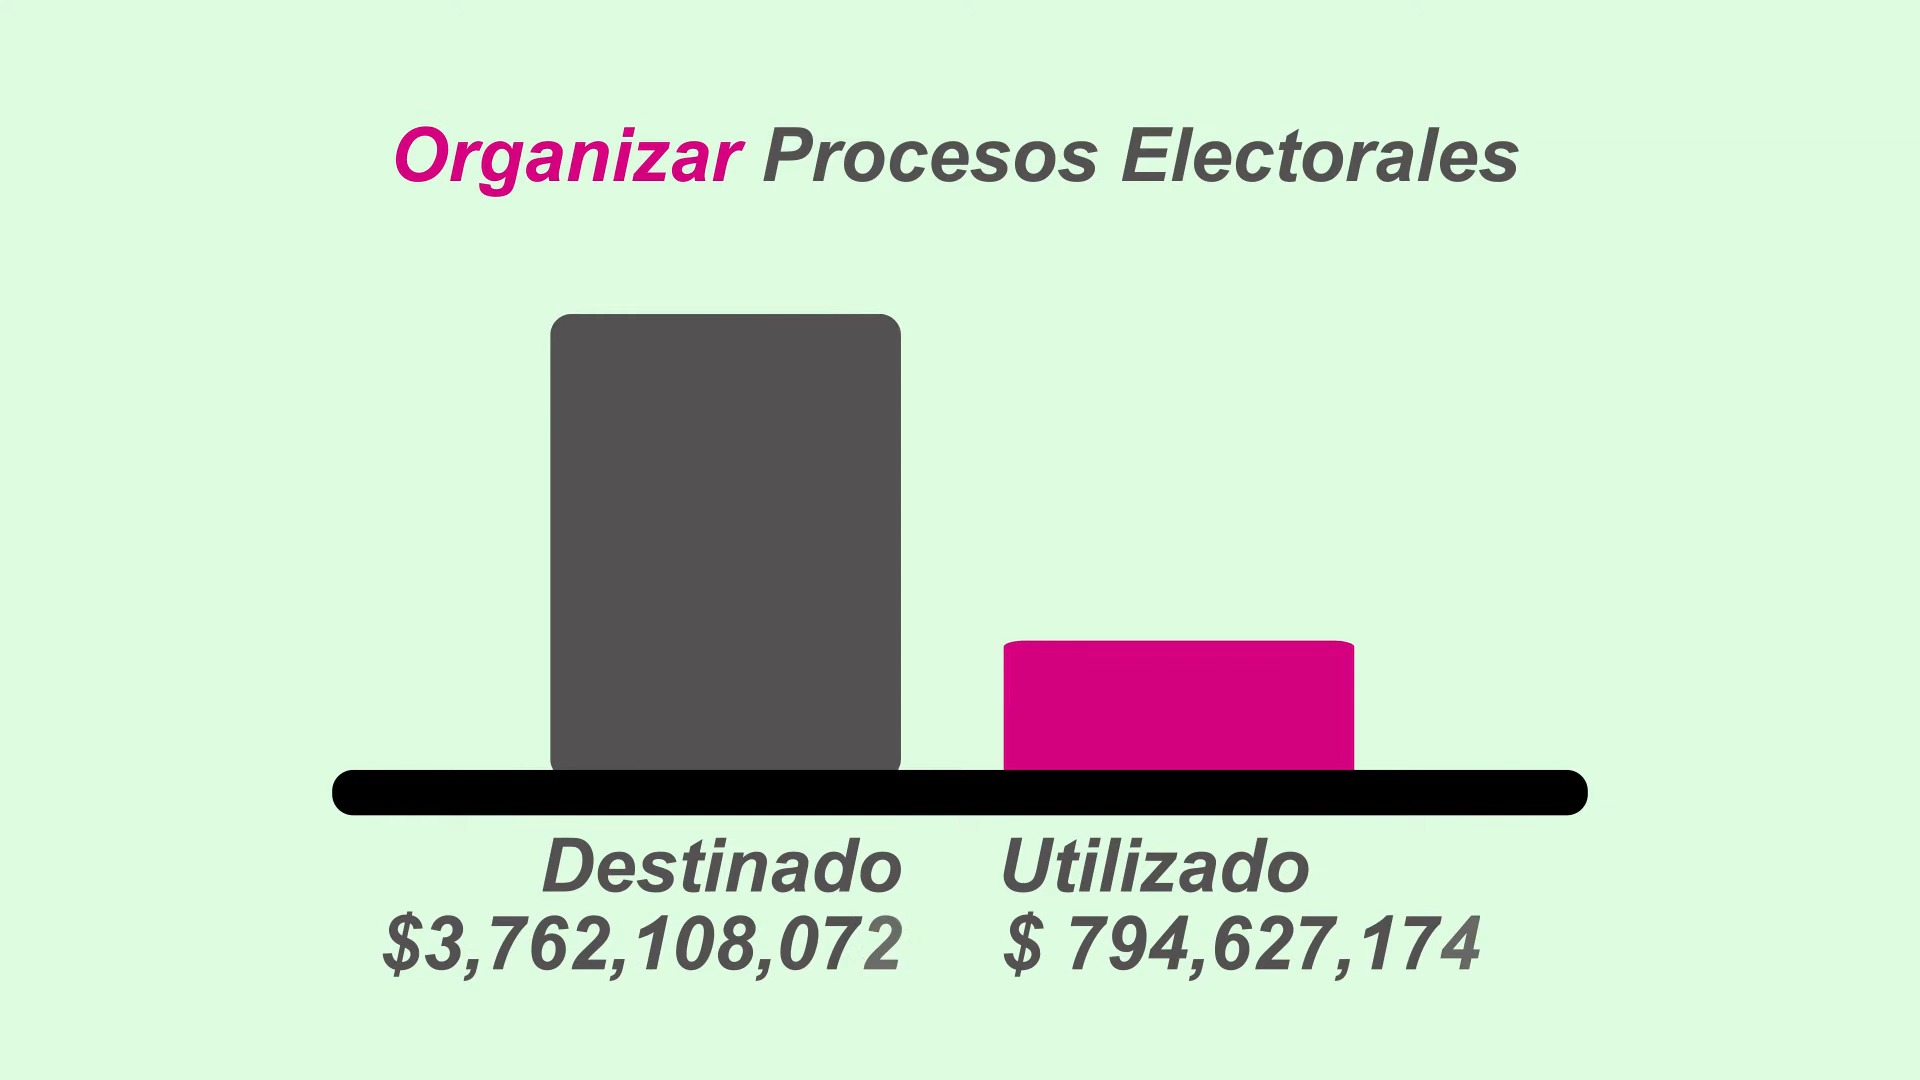 Organizar Procesos Electorales
Destinado
$3,762,108,072
Utilizado
$ 794,627,174